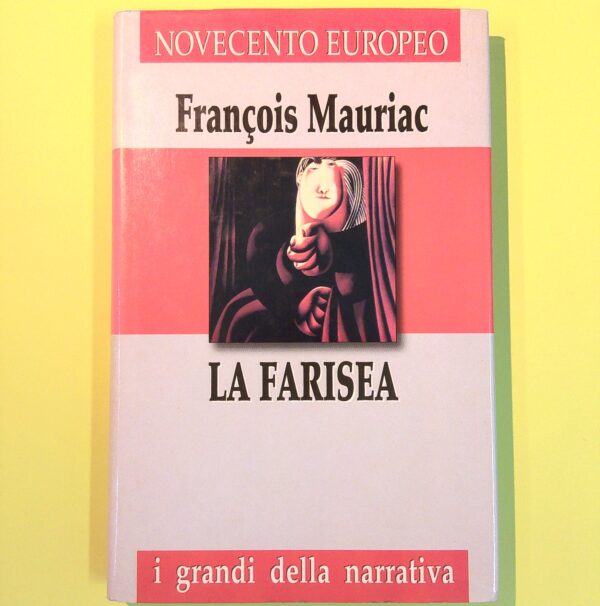 NOVECENTO EUROPEO
François Mauriac
LA FARISEA
i grandi della narrativa